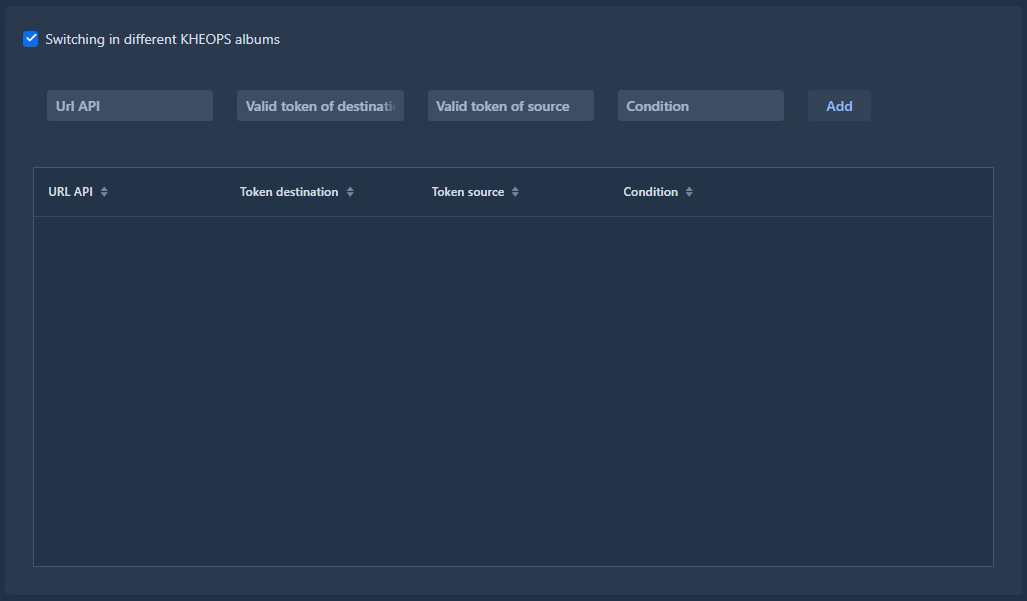 Switching in different KHEOPS albums
Url API Valid token of destinati Valid token of source Condition Add
URL API Token destination Token source Condition